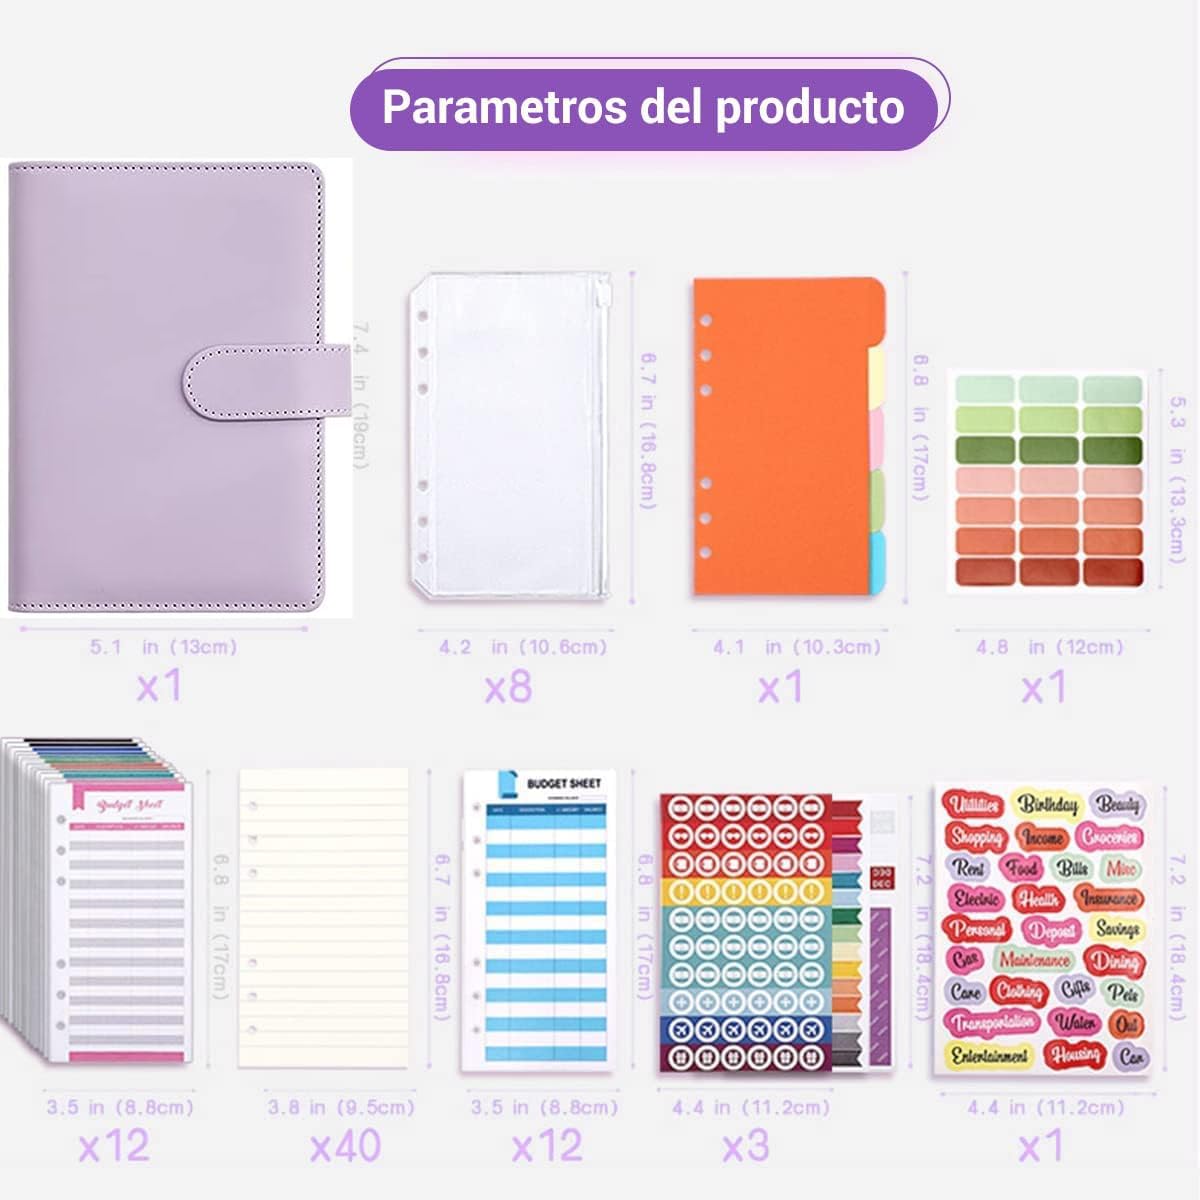 Parametros del producto
7.4 in (19cm)
6.7 in (16.8cm)
6.8 in (17cm)
5.3 in (13.3cm)
5.1 in (13cm)
4.2 in (10.6cm)
4.1 in (10.3cm)
4.8 in (12cm)
x1
x8
x1
x1
Budget Sheet
BUDGET SHEET
DATE DESCRIPTION
Utilities Birthday Beauty
Shopping Income Groceries
Rent Food Bills Misc
Electric Health Insurance
Personal Deposit Savings
Gas Maintenance Dining
Care Clothing Gifts Pets
Transportation Water Out
Entertainment Housing Car
DEC
6.8 in (17cm)
6.7 in (16.8cm)
6.8 in (17cm)
7.2 in (18.4cm)
7.2 in (18.4cm)
3.5 in (8.8cm)
3.8 in (9.5cm)
3.5 in (8.8cm)
4.4 in (11.2cm)
4.4 in (11.2cm)
x12
x40
x12
x3
x1